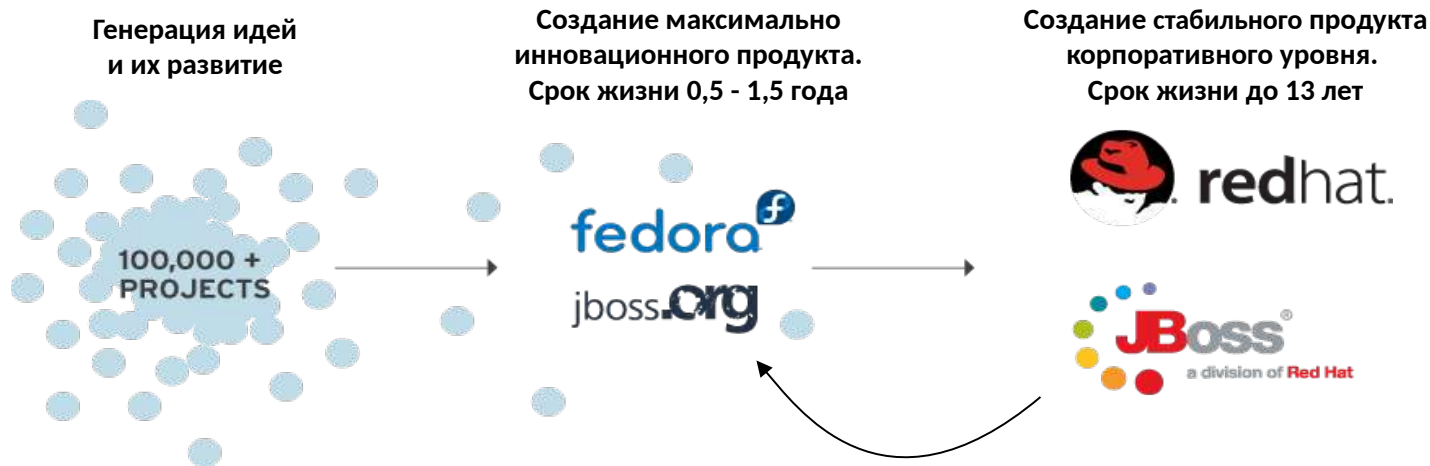 Генерация идей
и их развитие
Создание максимально
инновационного продукта.
Срок жизни 0,5 - 1,5 года
Создание стабильного продукта
корпоративного уровня.
Срок жизни до 13 лет
100,000 +
PROJECTS
fedora
jboss.org
redhat.
JBoss®
a division of Red Hat